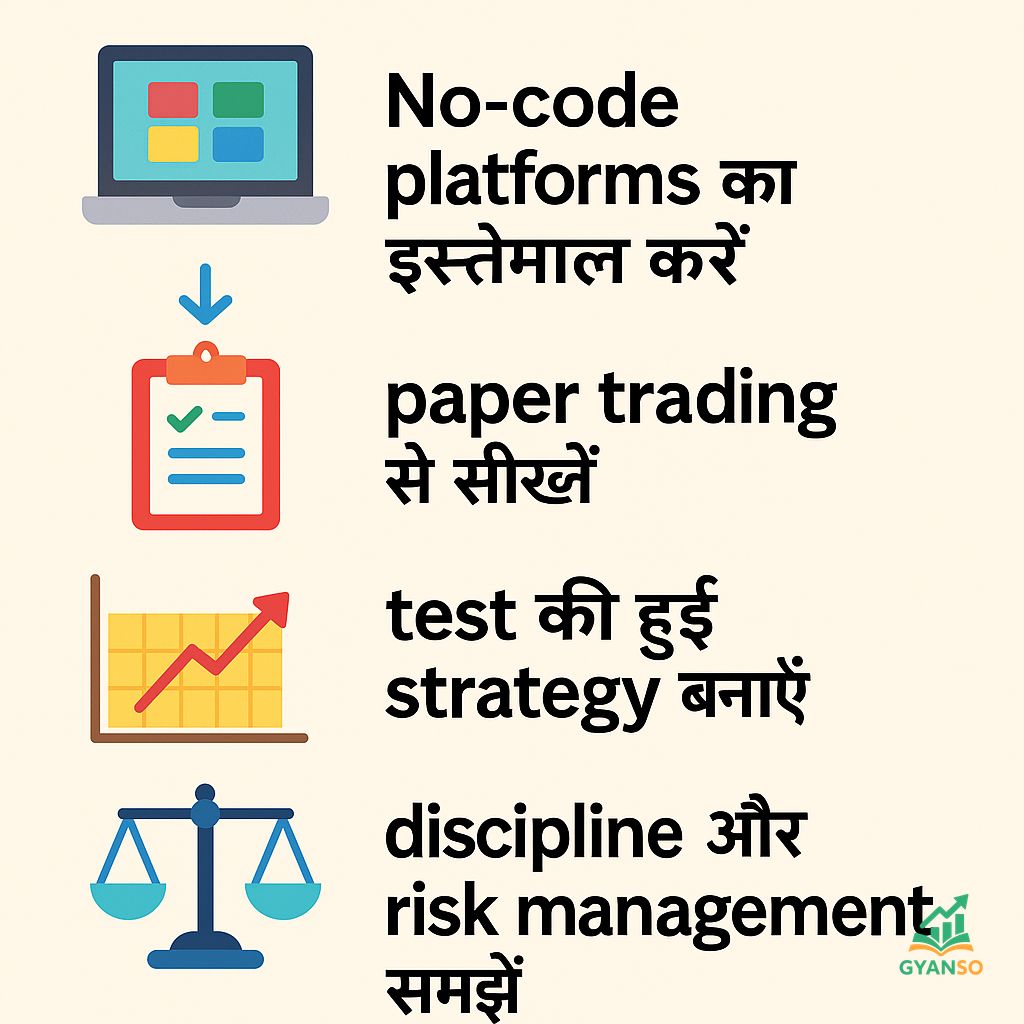 No-code
platforms का
इस्तेमाल करें
paper trading
से सीखें
test की हुई
strategy बनाऐं
discipline और
risk management
समझें
GYANSO